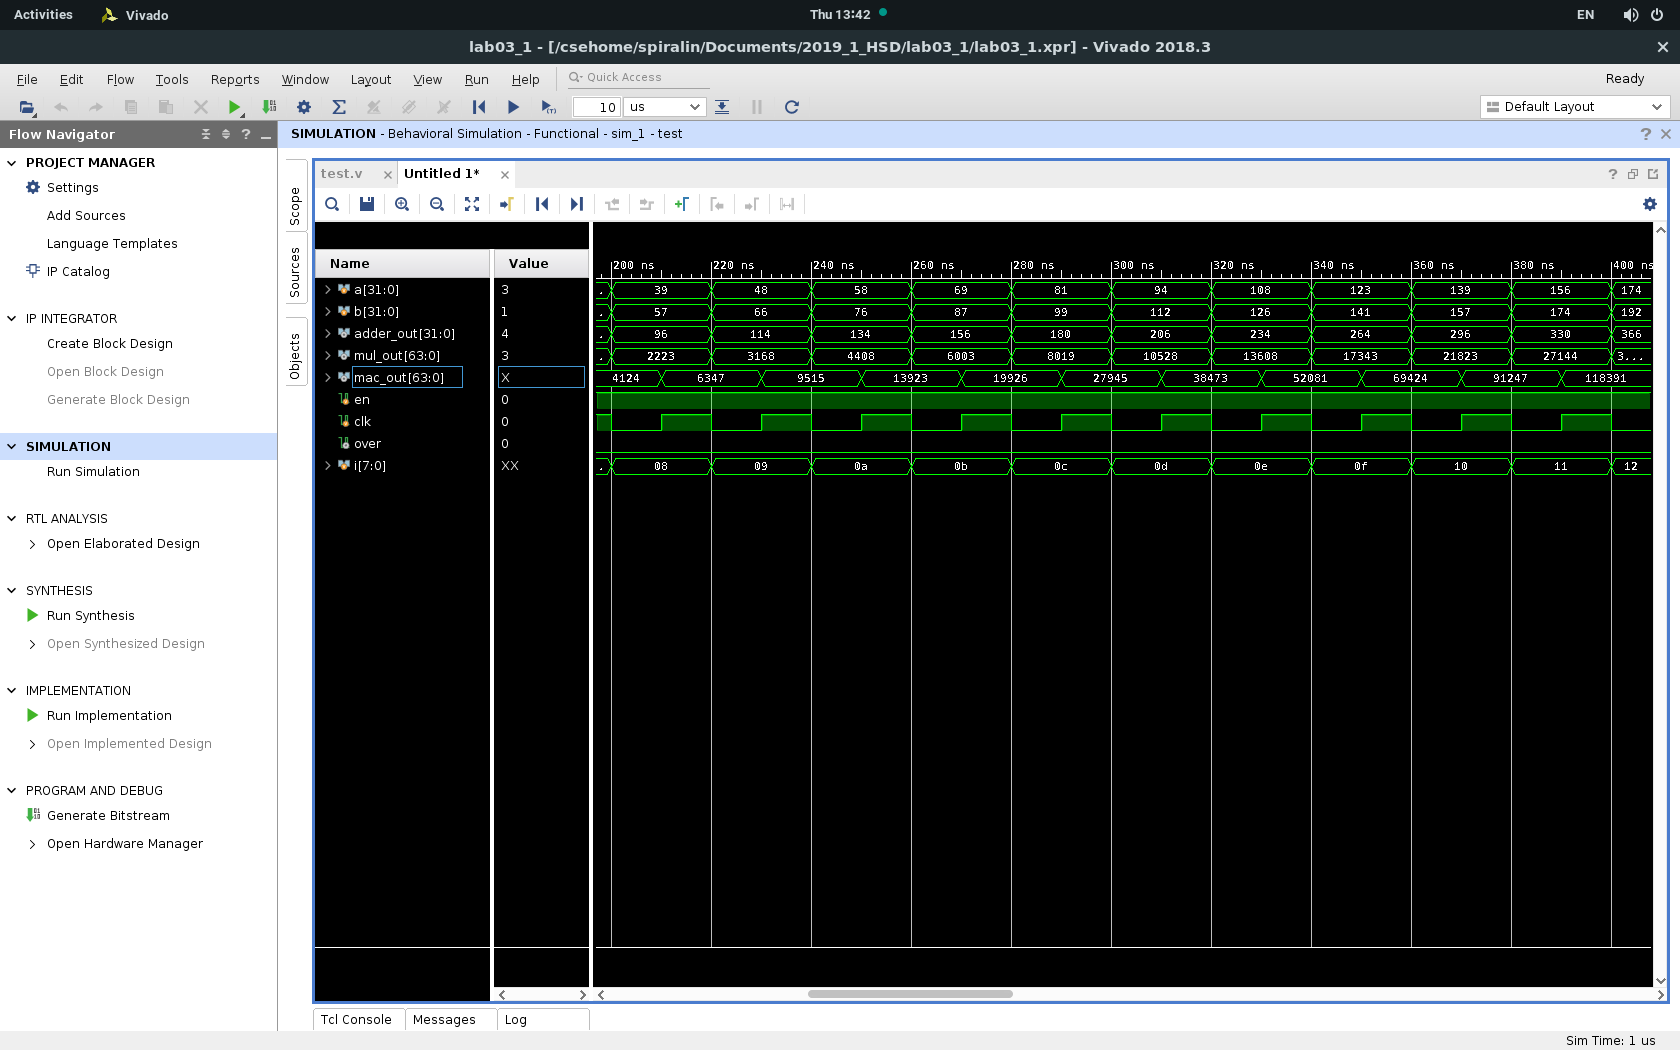 Activities Vivado Thu 13:42 EN
lab03_1 - [/csehome/spiralin/Documents/2019_1_HSD/lab03_1/lab03_1.xpr] - Vivado 2018.3
File Edit Flow Tools Reports Window Layout View Run Help Quick Access Ready
10 us Default Layout
Flow Navigator
SIMULATION - Behavioral Simulation - Functional - sim_1 - test
PROJECT MANAGER
Settings
Add Sources
Language Templates
IP Catalog
IP INTEGRATOR
Create Block Design
Open Block Design
Generate Block Design
SIMULATION
Run Simulation
RTL ANALYSIS
Open Elaborated Design
SYNTHESIS
Run Synthesis
Open Synthesized Design
IMPLEMENTATION
Run Implementation
Open Implemented Design
PROGRAM AND DEBUG
Generate Bitstream
Open Hardware Manager
Scope
Sources
Objects
test.v Untitled 1*
Name Value 200 ns 220 ns 240 ns 260 ns 280 ns 300 ns 320 ns 340 ns 360 ns 380 ns 400 ns
a[31:0] 3 39 48 58 69 81 94 108 123 139 156 174
b[31:0] 1 57 66 76 87 99 112 126 141 157 174 192
adder_out[31:0] 4 96 114 134 156 180 206 234 264 296 330 366
mul_out[63:0] 3 2223 3168 4408 6003 8019 10528 13608 17343 21823 27144 3...
mac_out[63:0] X 4124 6347 9515 13923 19926 27945 38473 52081 69424 91247 118391
en 0
clk 0
over 0
i[7:0] XX 08 09 0a 0b 0c 0d 0e 0f 10 11 12
Tcl Console Messages Log
Sim Time: 1 us